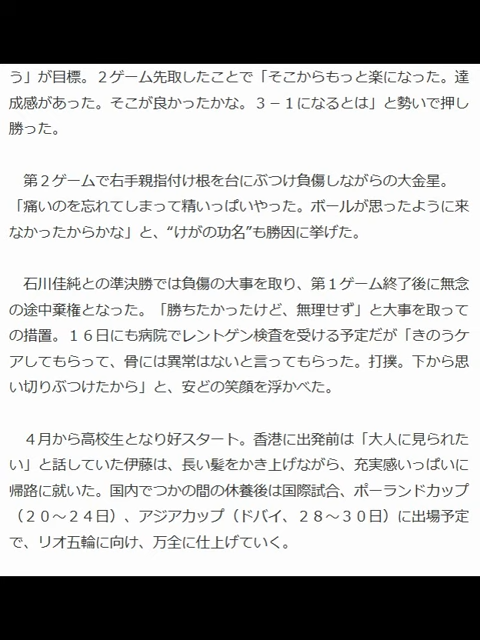 う」が目標。２ゲーム先取したことで「そこからもっと楽になった。達
成感があった。そこが良かったかな。３－１になるとは」と勢いで押し
勝った。
　第２ゲームで右手親指付け根を台にぶつけ負傷しながらの大金星。
「痛いのを忘れてしまって精いっぱいやった。ボールが思ったように来
なかったからかな」と、“けがの功名”も勝因に挙げた。
　石川佳純との準決勝では負傷の大事を取り、第１ゲーム終了後に無念
の途中棄権となった。「勝ちたかったけど、無理せず」と大事を取って
の措置。１６日にも病院でレントゲン検査を受ける予定だが「きのうケ
アしてもらって、骨には異常はないと言ってもらった。打撲。下から思
い切りぶつけたから」と、安どの笑顔を浮かべた。
　４月から高校生となり好スタート。香港に出発前は「大人に見られた
い」と話していた伊藤は、長い髪をかき上げながら、充実感いっぱいに
帰路に就いた。国内でつかの間の休養後は国際試合、ポーランドカップ
（２０～２４日）、アジアカップ（ドバイ、２８～３０日）に出場予定
で、リオ五輪に向け、万全に仕上げていく。